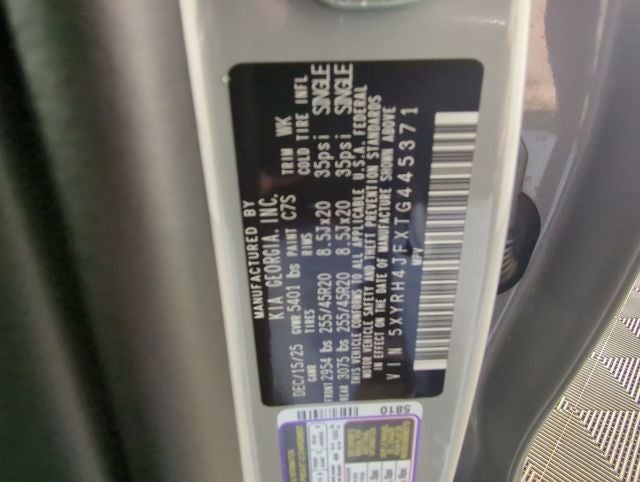 MANUFACTURED BY
KIA GEORGIA, INC.
DEC/15/25 GVWR 5401 lbs PAINT C7S TRIM WK
GAWR TIRES RIMS COLD TIRE INFL
FRONT 2954 lbs 255/45R20 8.5Jx20 35psi SINGLE
REAR 3075 lbs 255/45R20 8.5Jx20 35psi SINGLE
THIS VEHICLE CONFORMS TO ALL APPLICABLE U.S.A. FEDERAL
MOTOR VEHICLE SAFETY AND THEFT PREVENTION STANDARDS
IN EFFECT ON THE DATE OF MANUFACTURE SHOWN ABOVE
VIN 5XYRH4JFXTG445371
MPV
5810